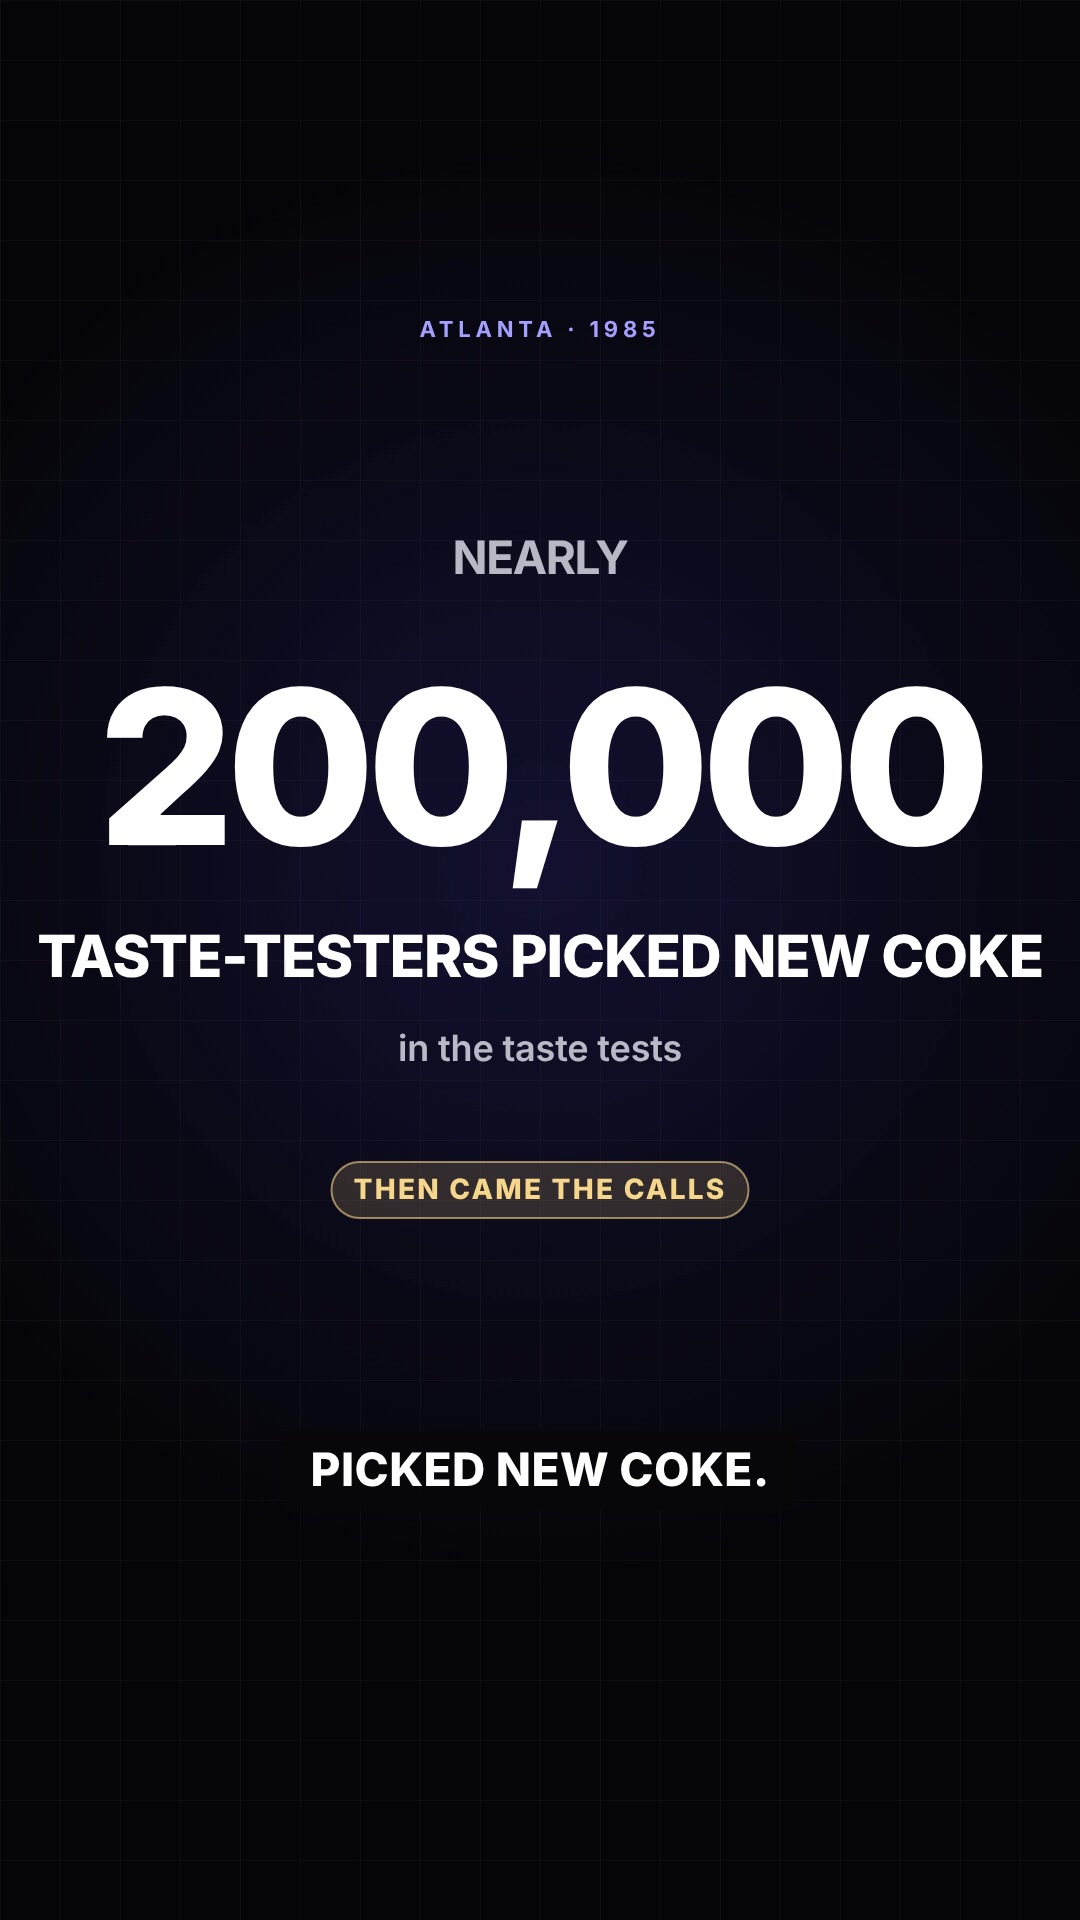 ATLANTA · 1985
NEARLY
200,000
TASTE-TESTERS PICKED NEW COKE
in the taste tests
THEN CAME THE CALLS
PICKED NEW COKE.